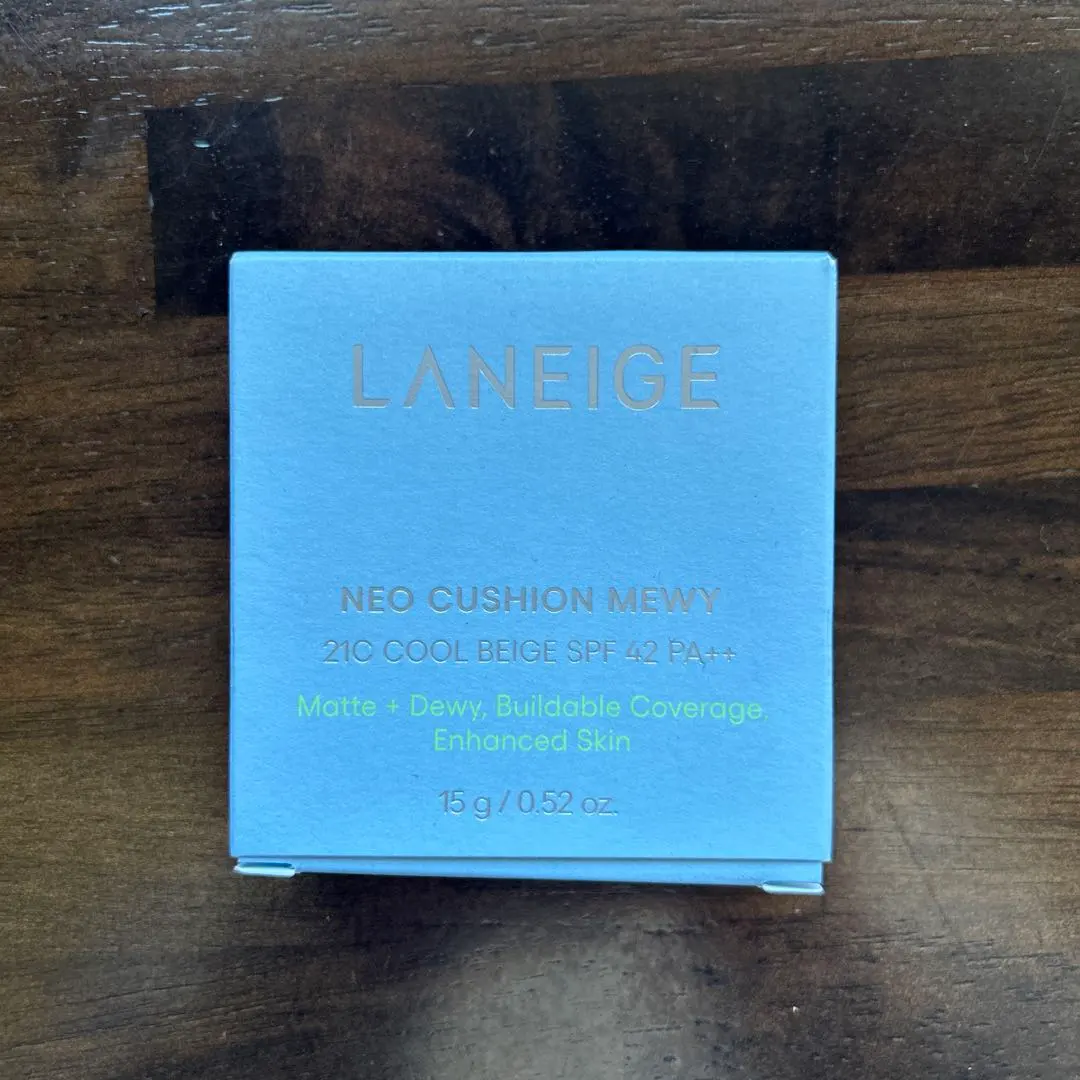 LANEIGE
NEO CUSHION MEWY
21C COOL BEIGE SPF 42 PA++
Matte + Dewy, Buildable Coverage,
Enhanced Skin
15 g / 0.52 oz.